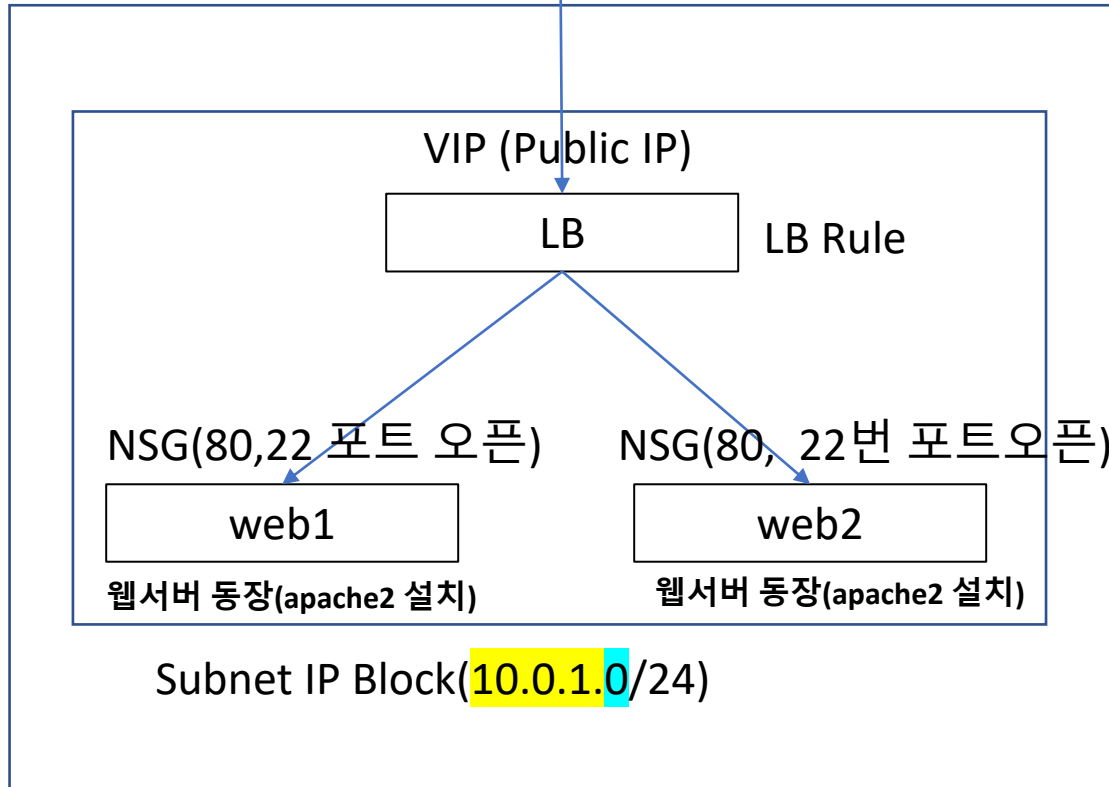 VIP (Public IP)
LB
LB Rule
NSG(80,22 포트 오픈)
NSG(80, 22번 포트오픈)
web1
web2
웹서버 동장(apache2 설치)
웹서버 동장(apache2 설치)
Subnet IP Block(10.0.1.0/24)